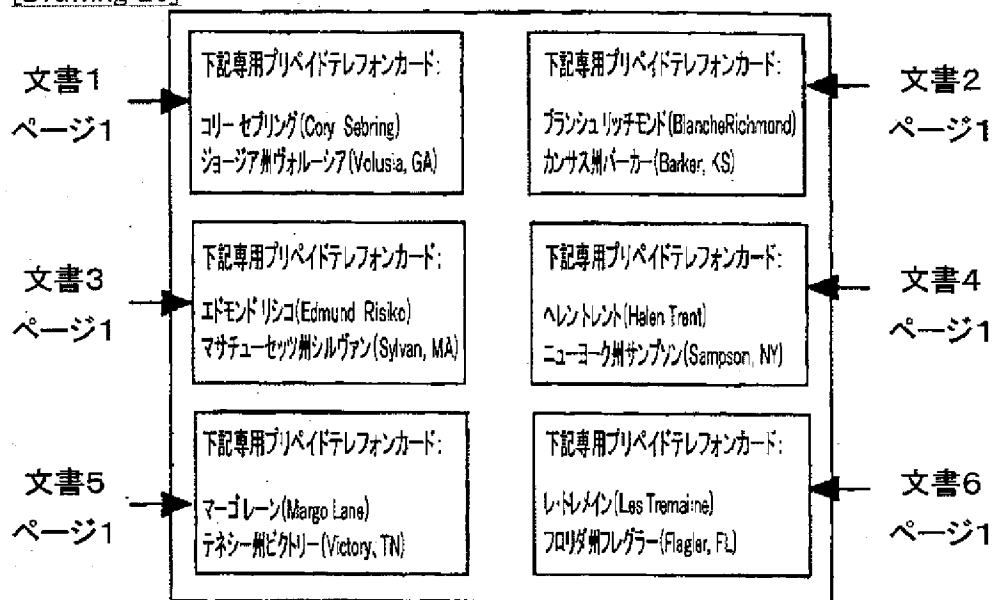 文書1
ページ1
下記専用プリペイドテレフォンカード:
コリー セブリング(Cory Sebring)
ジョージア州ヴォルーシア(Volusia, GA)
文書2
ページ1
下記専用プリペイドテレフォンカード:
ブランシュ リッチモンド(BlancheRichmond)
カンサス州バーカー(Barker, KS)
文書3
ページ1
下記専用プリペイドテレフォンカード:
エドモンド リシコ(Edmund Risiko)
マサチューセッツ州シルヴァン(Sylvan, MA)
文書4
ページ1
下記専用プリペイドテレフォンカード:
ヘレントレント(Helen Trent)
ニューヨーク州サンプソン(Sampson, NY)
文書5
ページ1
下記専用プリペイドテレフォンカード:
マーゴ レーン(Margo Lane)
テネシー州ビクトリー(Victory, TN)
文書6
ページ1
下記専用プリペイドテレフォンカード:
レ・トレメイン(Les Tremaine)
フロリダ州フレグラー(Flagler, FL)